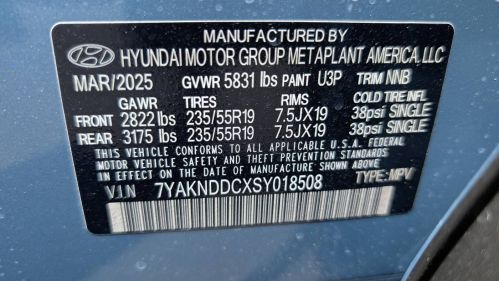 MANUFACTURED BY
HYUNDAI MOTOR GROUP METAPLANT AMERICA, LLC
MAR/2025 GVWR 5831 lbs PAINT U3P TRIM NNB
GAWR TIRES RIMS COLD TIRE INFL
FRONT 2822 lbs 235/55R19 7.5JX19 38psi SINGLE
REAR 3175 lbs 235/55R19 7.5JX19 38psi SINGLE
THIS VEHICLE CONFORMS TO ALL APPLICABLE U.S.A. FEDERAL
MOTOR VEHICLE SAFETY, BUMPER, AND THEFT PREVENTION
STANDARDS IN EFFECT ON THE DATE OF MANUFACTURE SHOWN ABOVE.
V.I.N 7YAKNDDCXSY018508 TYPE: MPV